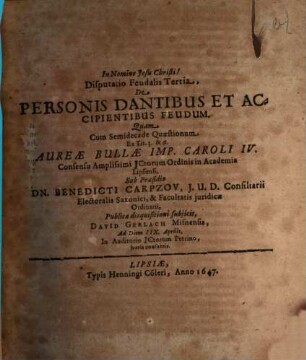 In Nomine Jesu Christi!
Disputatio Feudalis Tertia,
De
PERSONIS DANTIBUS ET AC-
CIPIENTIBUS FEUDUM.
Quam
Cum Semidecade Quæstionum
Ex Tit. 3. & 4.
AUREÆ BULLÆ IMP. CAROLI IV.
Consensu Amplissimi JCtorum Ordinis in Academia
Lipsiensi,
Sub Præsidio
DN. BENEDICTI CARPZOV, J. U. D. Consiliarii
Electoralis Saxonici, & Facultatis juridicæ
Ordinarii,
Publicæ disquisitioni subjicit,
DAVID GERLACH Misnensis,
Ad Diem Aprilis,
In Auditorio JCtorum Petrino,
horis consuetis.
LIPSIÆ,
Typis Henningi Cöleri, Anno 1647.